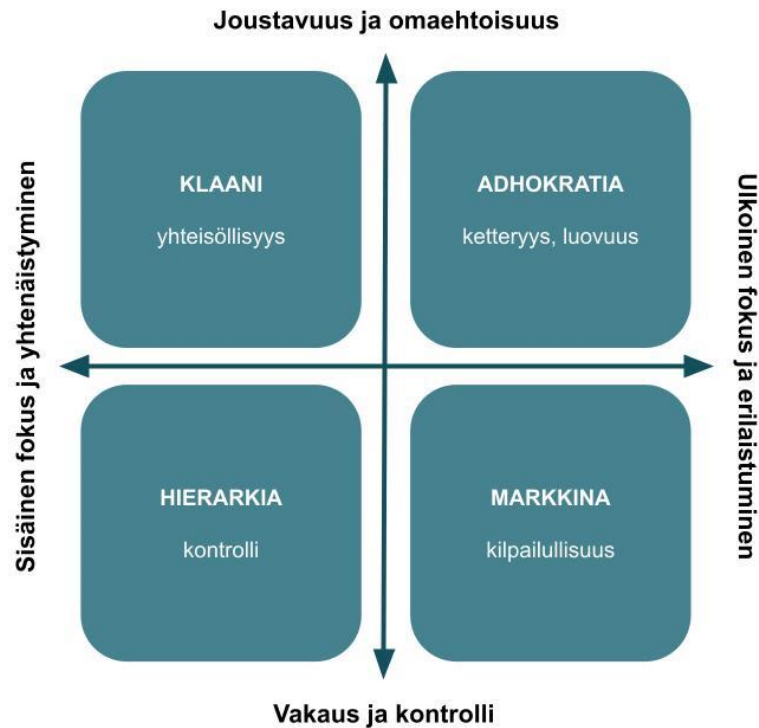 Joustavuus ja omaehtoisuus
Sisäinen fokus ja yhtenäistyminen
KLAANI
yhteisöllisyys
ADHOKRATIA
ketteryys, luovuus
Ulkoinen fokus ja erilaistuminen
HIERARKIA
kontrolli
MARKKINA
kilpailullisuus
Vakaus ja kontrolli